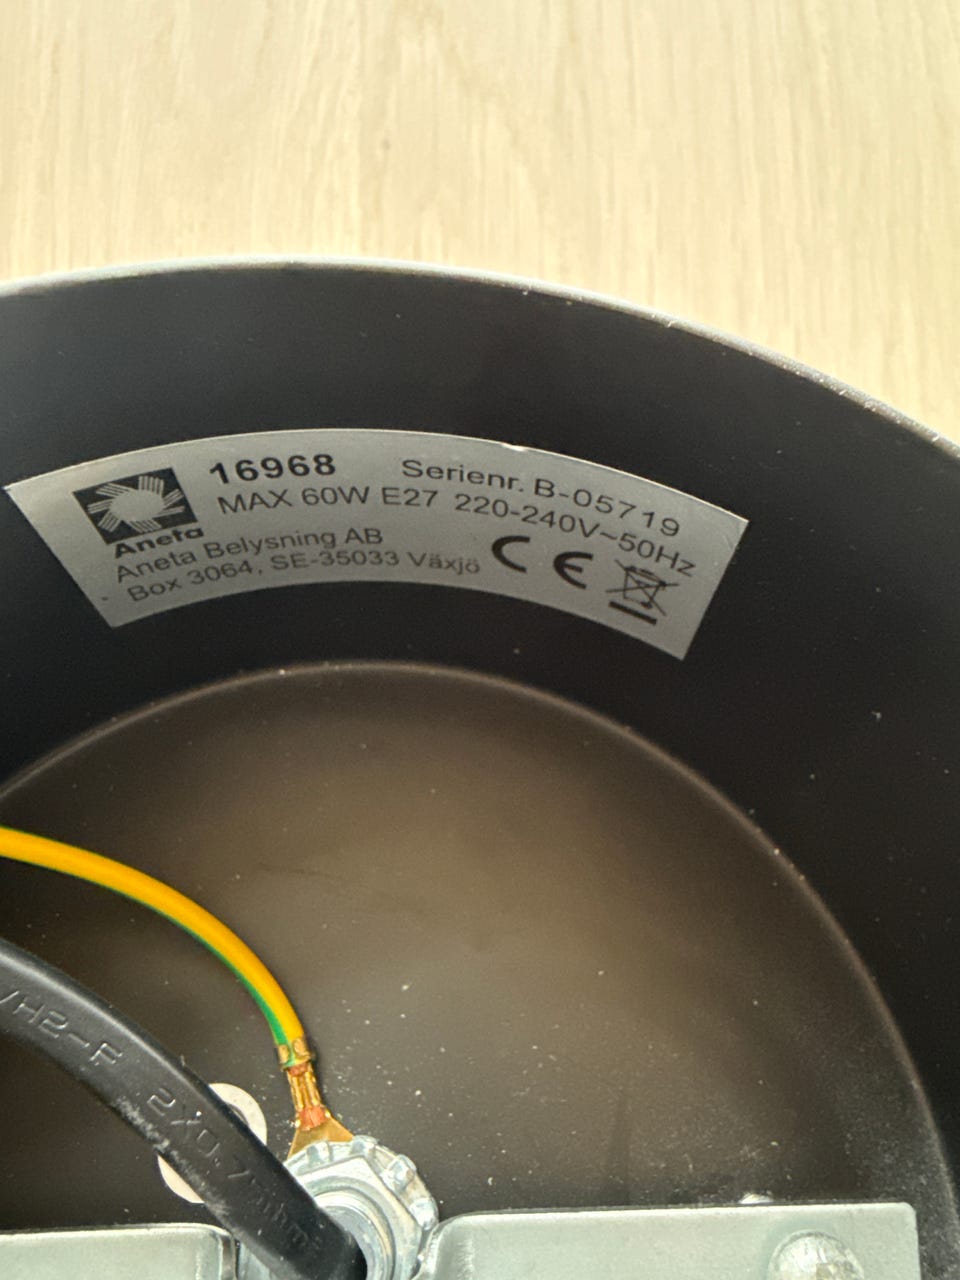 16968 Serienr. B-05719
MAX 60W E27 220-240V~50Hz
Aneta
Aneta Belysning AB
Box 3064, SE-35033 Växjö
CE
H2-F 2X0.7